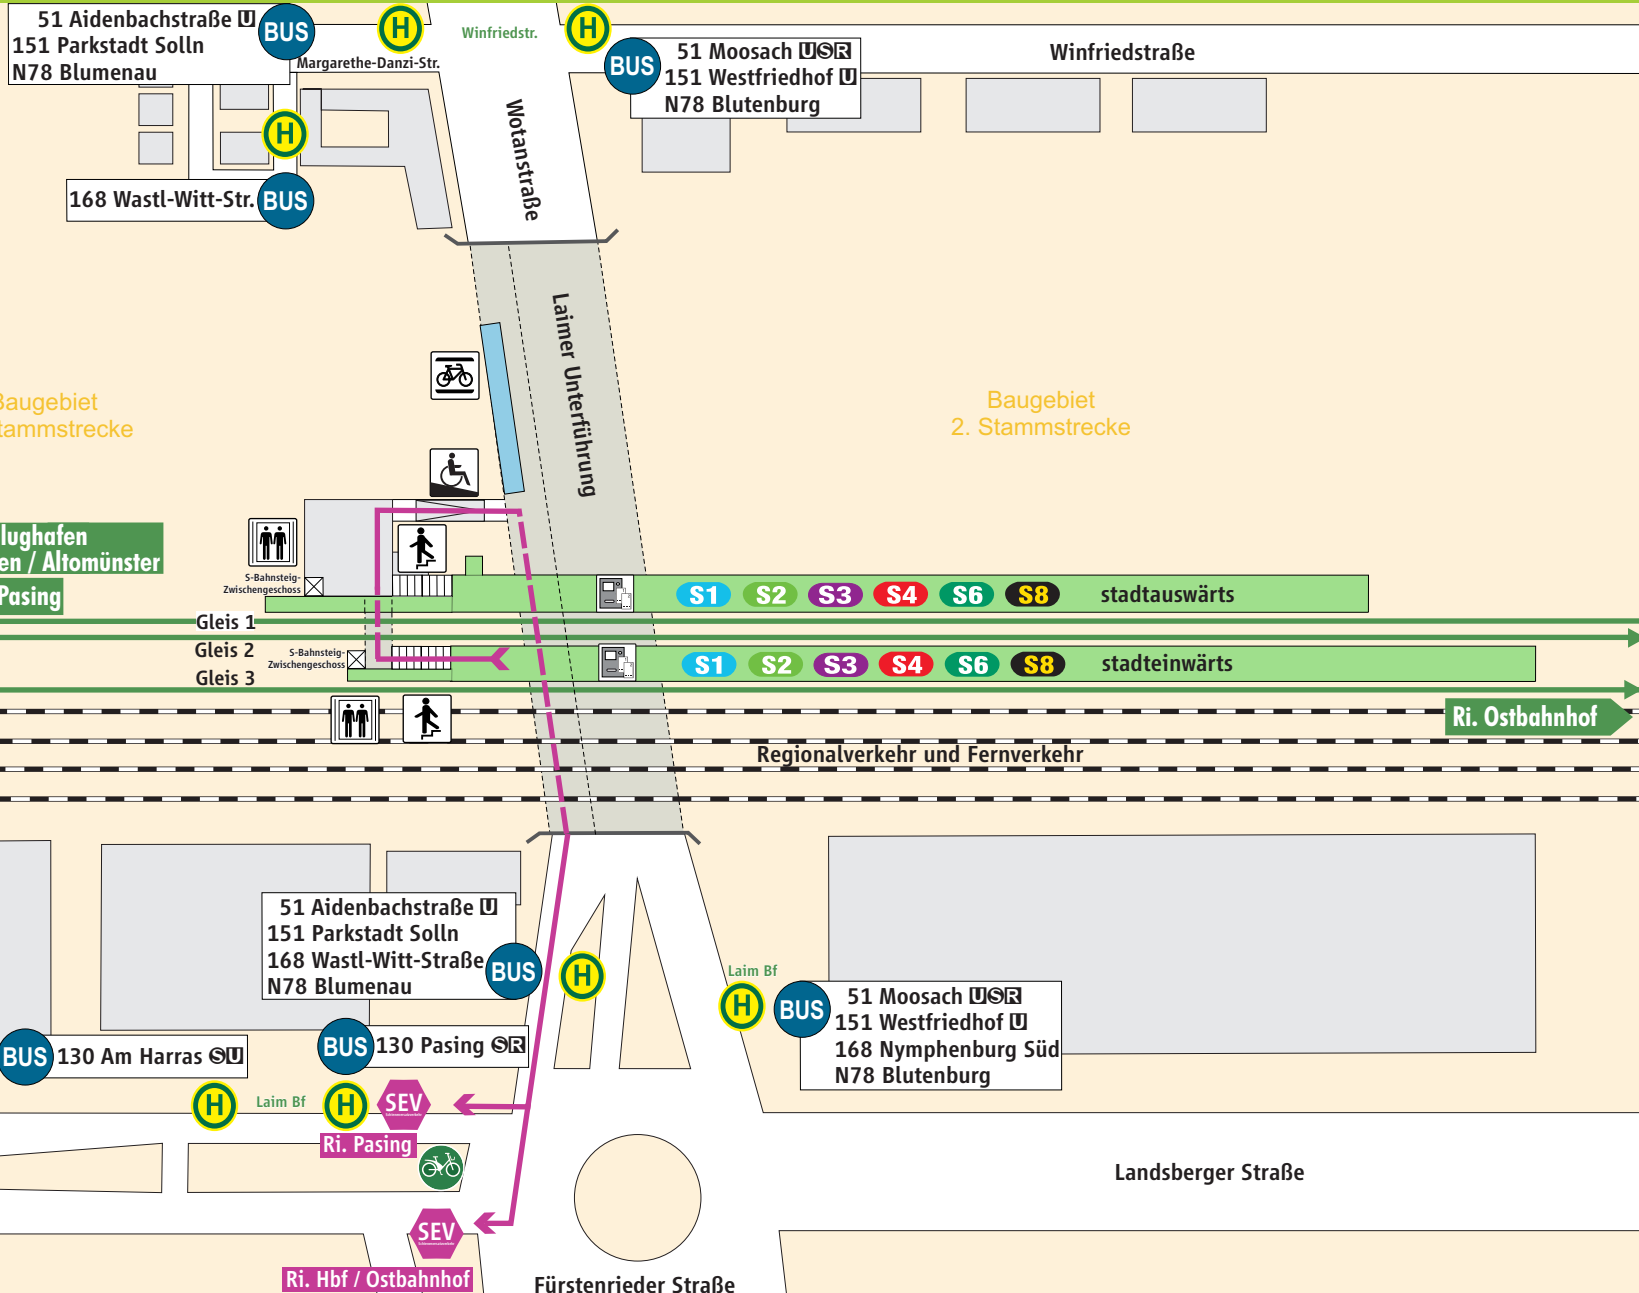 51 Aidenbachstraße U
151 Parkstadt Solln
N78 Blumenau
BUS
H
Margarethe-Danzi-Str.
Winfriedstr.
H
BUS
51 Moosach U S R
151 Westfriedhof U
N78 Blutenburg
Winfriedstraße
H
168 Wastl-Witt-Str.
BUS
Wotanstraße
Laimer Unterführung
Baugebiet
2. Stammstrecke
Baugebiet
tammstrecke
lughafen
en / Altomünster
Pasing
S-Bahnsteig-
Zwischengeschoss
S1 S2 S3 S4 S6 S8 stadtauswärts
Gleis 1
Gleis 2
Gleis 3
S-Bahnsteig-
Zwischengeschoss
S1 S2 S3 S4 S6 S8 stadteinwärts
Ri. Ostbahnhof
Regionalverkehr und Fernverkehr
51 Aidenbachstraße U
151 Parkstadt Solln
168 Wastl-Witt-Straße
N78 Blumenau
BUS
H
Laim Bf
H
BUS
51 Moosach U S R
151 Westfriedhof U
168 Nymphenburg Süd
N78 Blutenburg
BUS
130 Am Harras S U
BUS
130 Pasing S R
H
Laim Bf
H
SEV
Ri. Pasing
Landsberger Straße
SEV
Ri. Hbf / Ostbahnhof
Fürstenrieder Straße